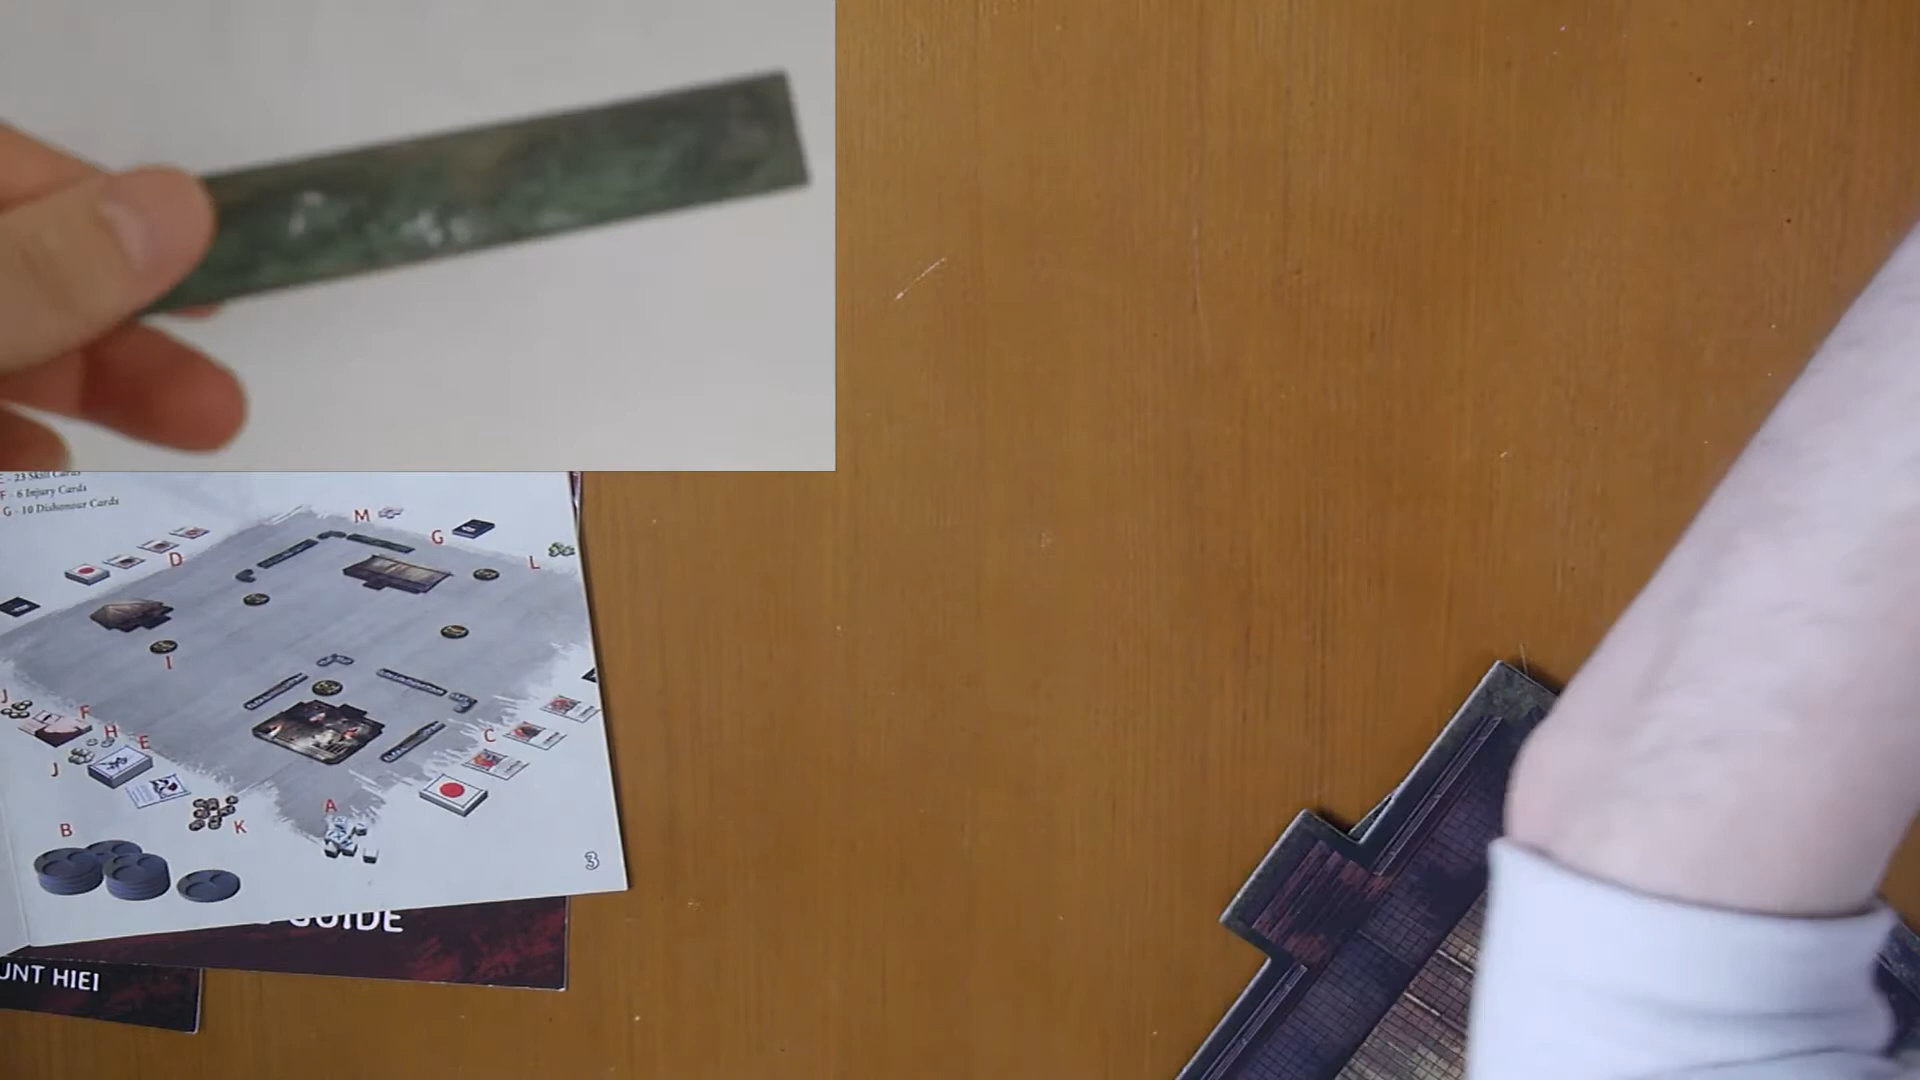 E - 23 Skill Cards
F - 6 Injury Cards
G - 10 Dishonour Cards
M
G
D
L
I
J
F
H
E
C
J
A
K
B
3
GUIDE
UNT HIEI